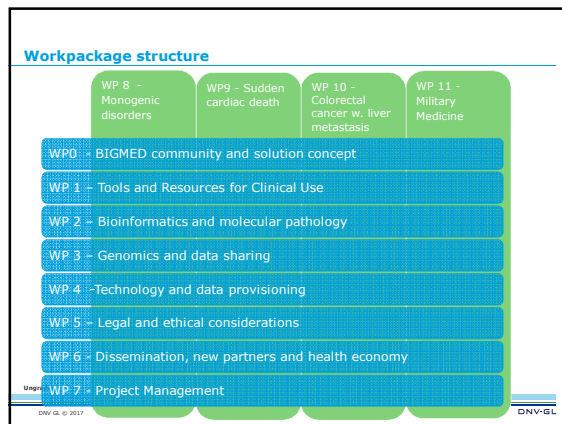 Workpackage structure
WP 8 -
Monogenic
disorders
WP9 - Sudden
cardiac death
WP 10 -
Colorectal
cancer w. liver
metastasis
WP 11 -
Military
Medicine
WP0 - BIGMED community and solution concept
WP 1 – Tools and Resources for Clinical Use
WP 2 – Bioinformatics and molecular pathology
WP 3 – Genomics and data sharing
WP 4 –Technology and data provisioning
WP 5 – Legal and ethical considerations
WP 6 – Dissemination, new partners and health economy
WP 7 - Project Management
DNV GL © 2017
DNV·GL